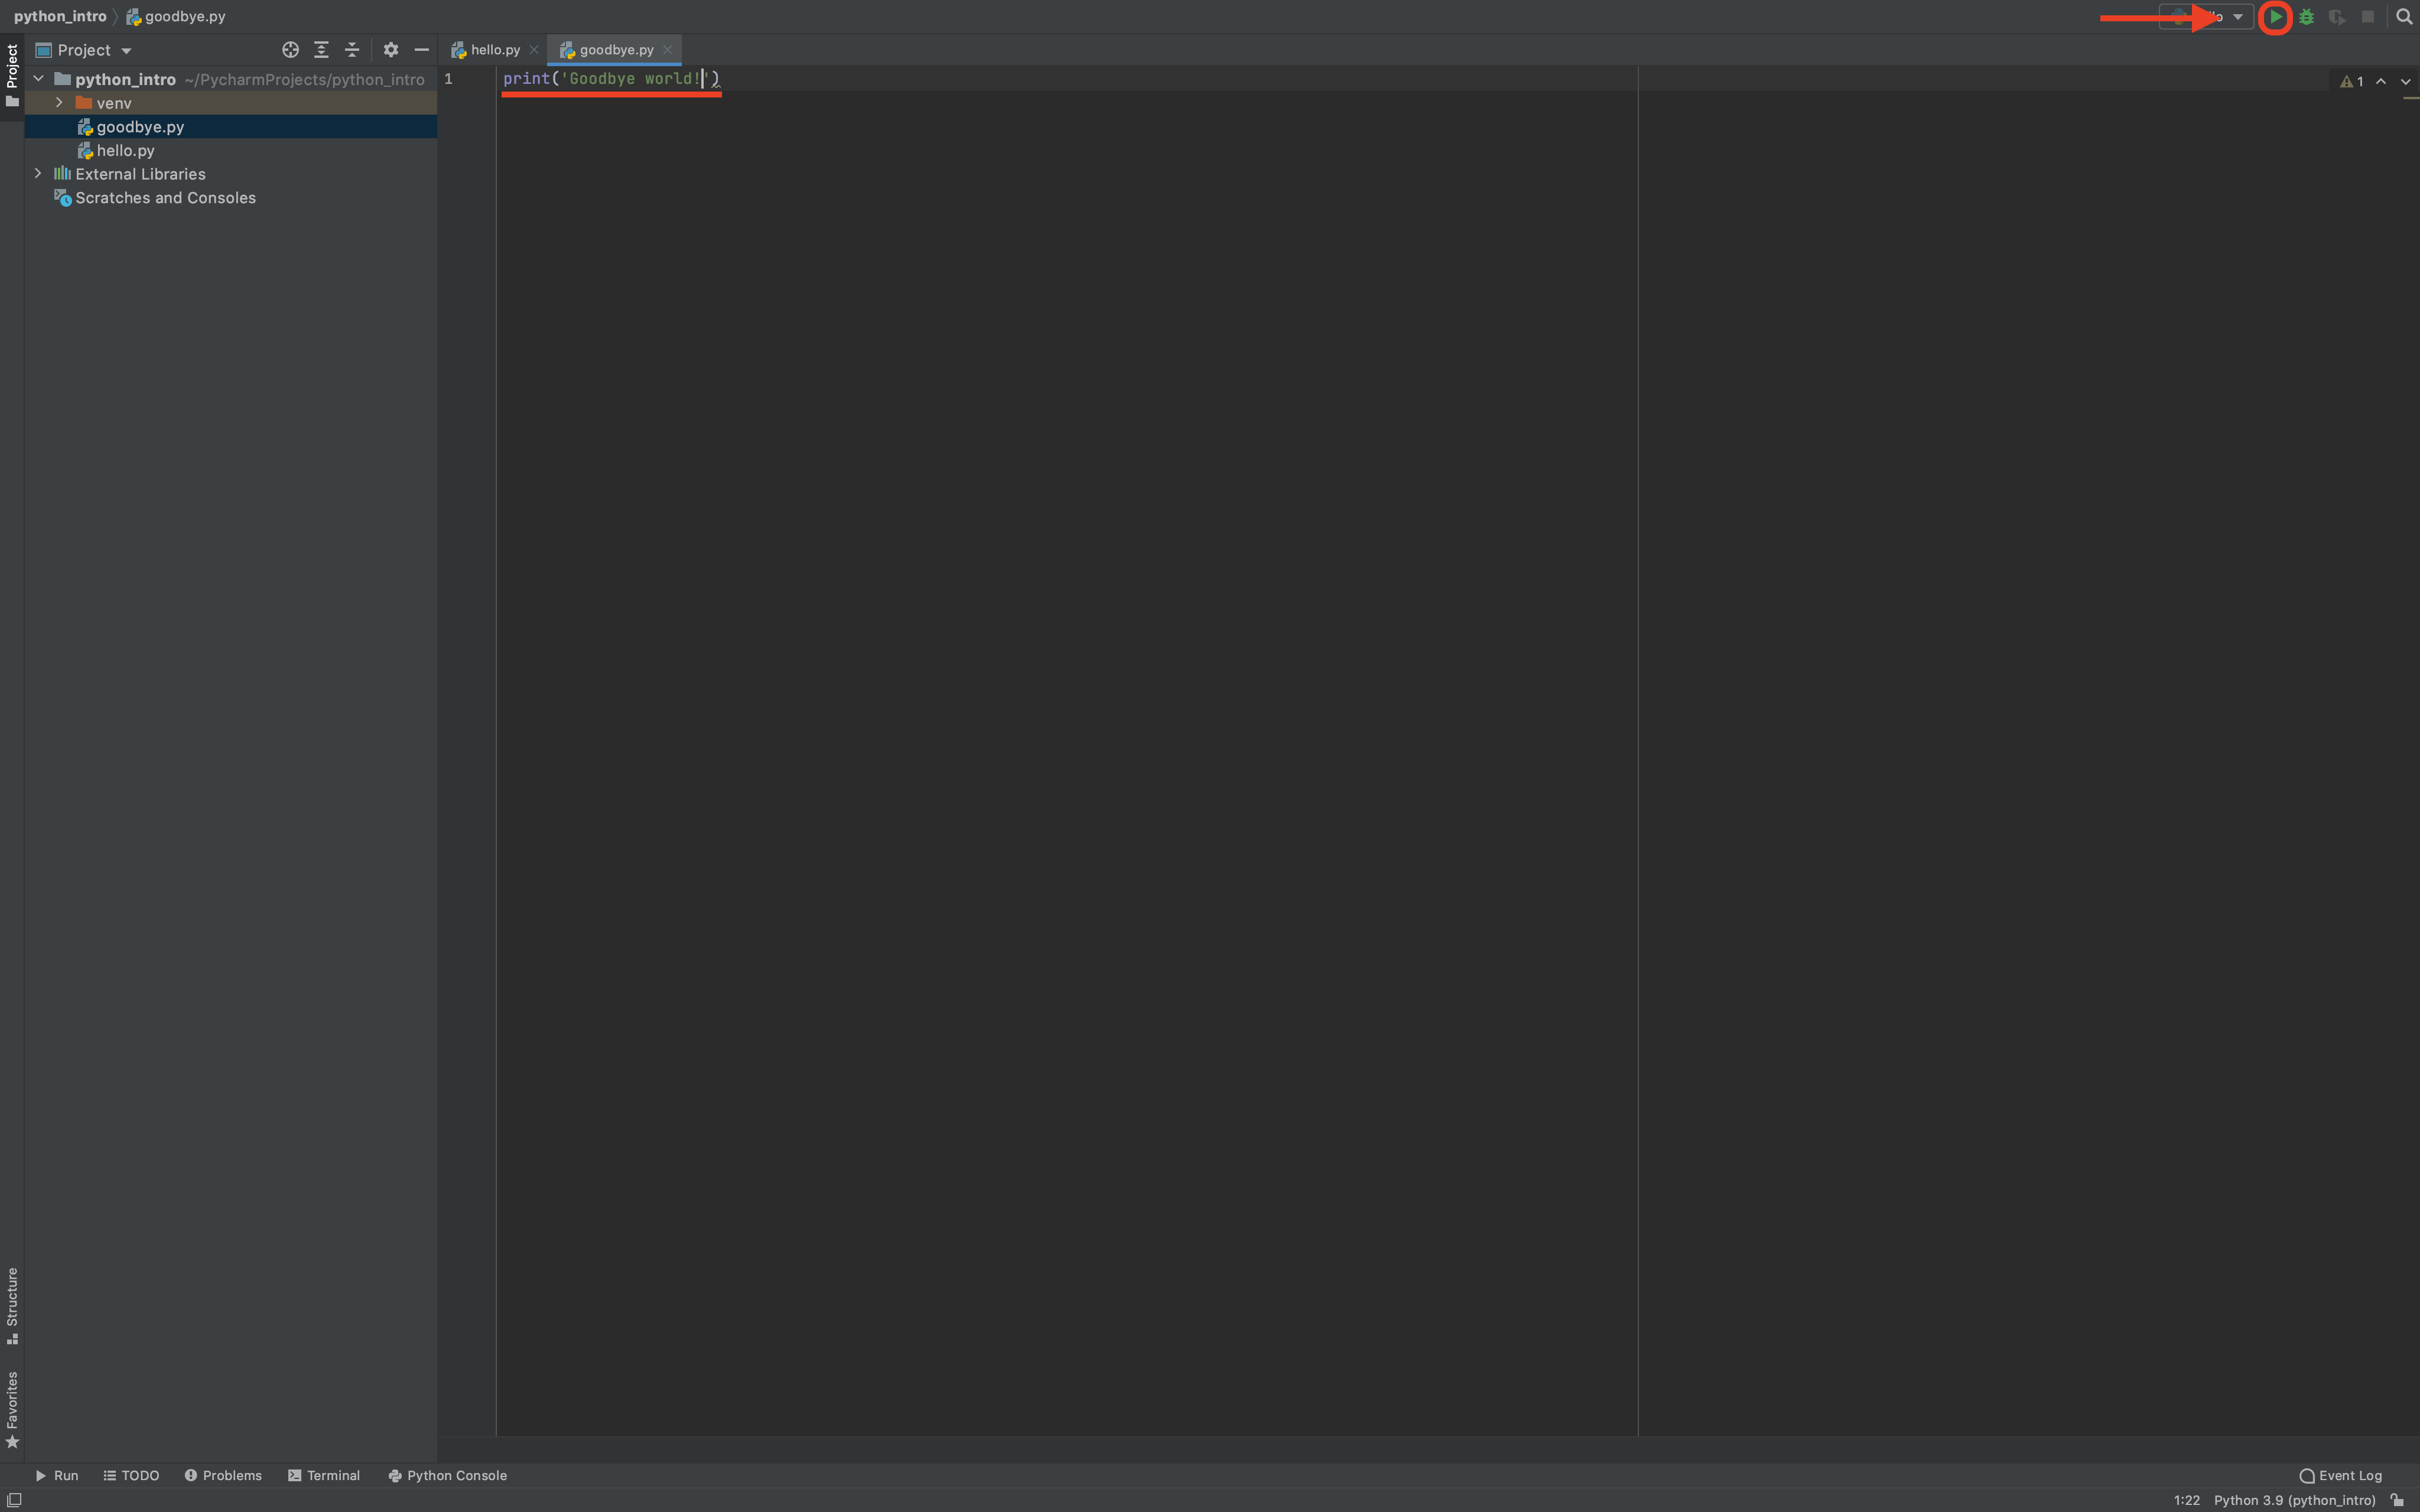 python_intro
goodbye.py
Project
Project
hello.py
goodbye.py
python_intro ~/PycharmProjects/python_intro
venv
goodbye.py
hello.py
External Libraries
Scratches and Consoles
1
print('Goodbye world!')
1
Structure
Favorites
Run
TODO
Problems
Terminal
Python Console
Event Log
1:22
Python 3.9 (python_intro)